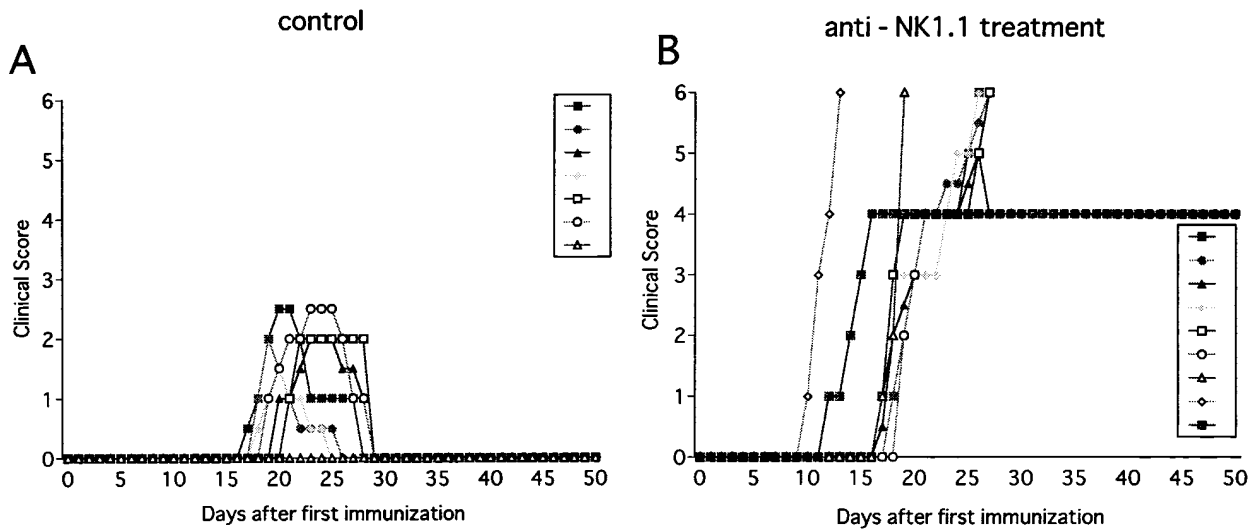 control
anti - NK1.1 treatment
A
B
6
5
4
3
2
1
0
Clinical Score
0 5 10 15 20 25 30 35 40 45 50
Days after first immunization
6
5
4
3
2
1
0
Clinical Score
0 5 10 15 20 25 30 35 40 45 50
Days after first immunization